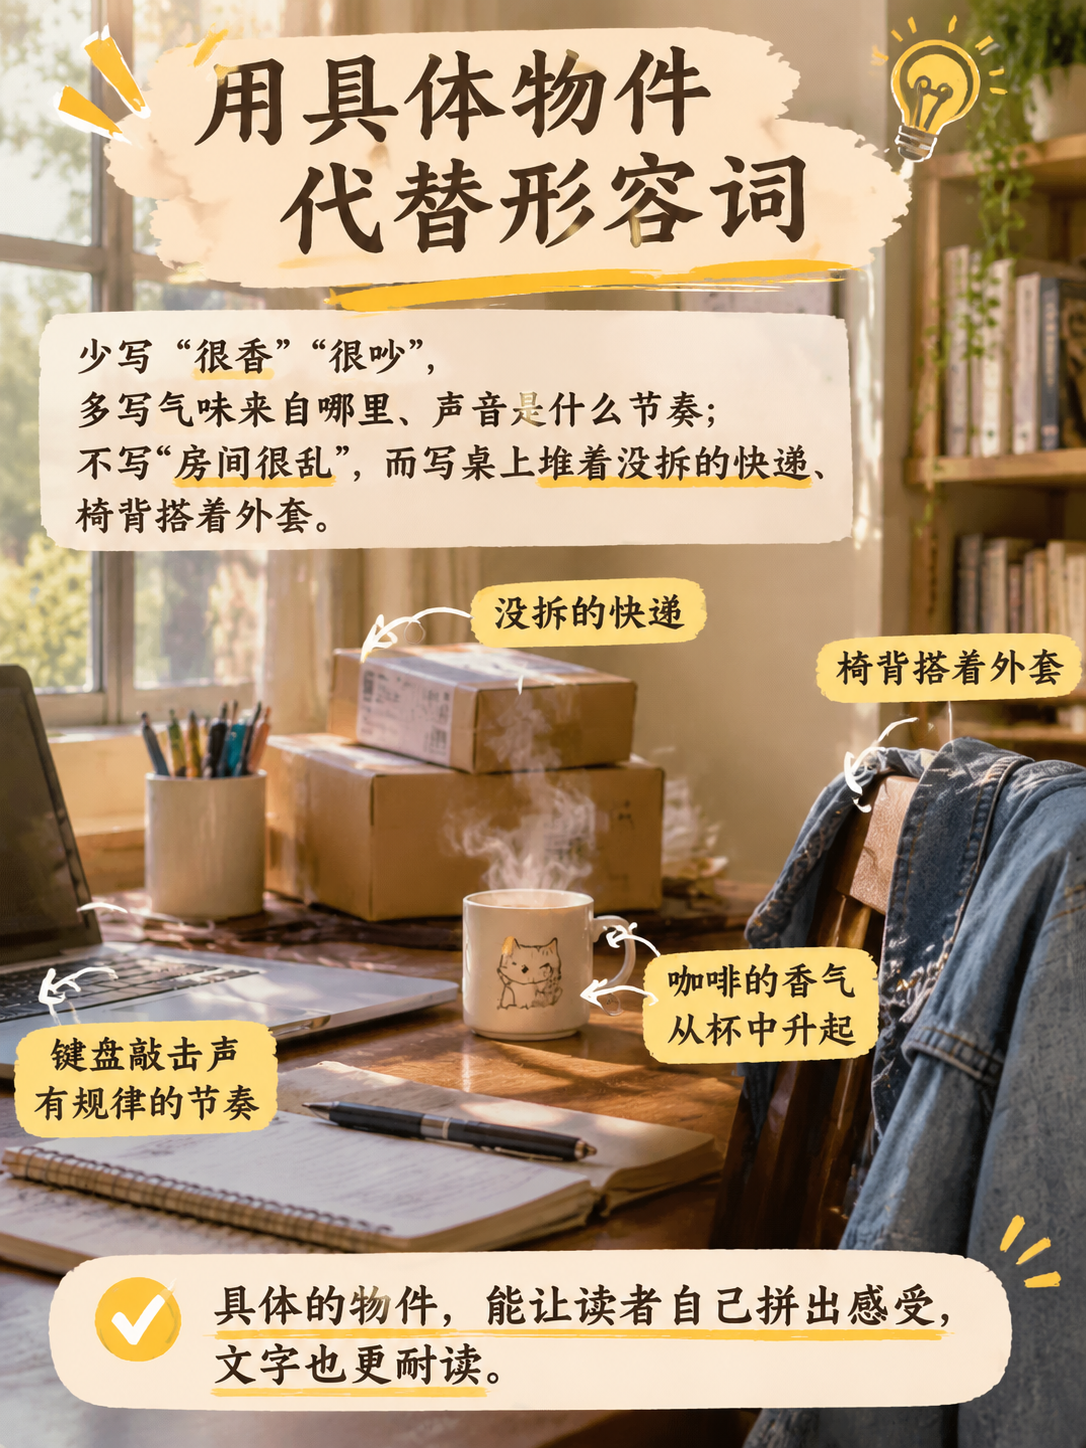 用具体物件
代替形容词
少写“很香”“很吵”，
多写气味来自哪里、声音是什么节奏；
不写“房间很乱”，而写桌上堆着没拆的快递、
椅背搭着外套。
没拆的快递
椅背搭着外套
咖啡的香气
从杯中升起
键盘敲击声
有规律的节奏
具体的物件，能让读者自己拼出感受，
文字也更耐读。